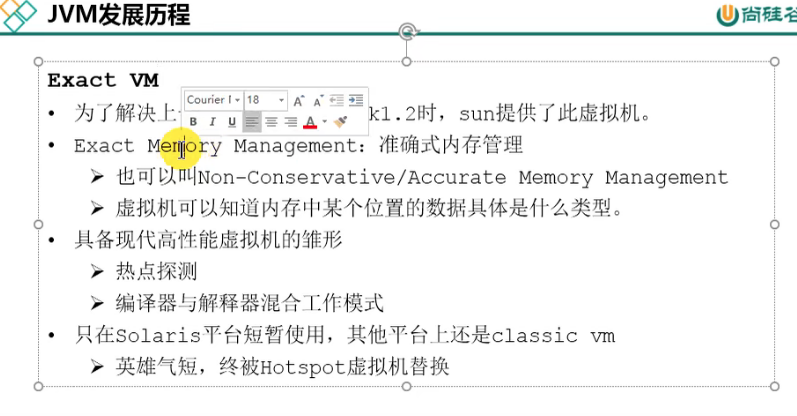 JVM发展历程
尚硅谷
Exact VM
Courier 18 A A
B I U A
• 为了解决上 k1.2时，sun提供了此虚拟机。
• Exact Memory Management：准确式内存管理
➢ 也可以叫Non-Conservative/Accurate Memory Management
➢ 虚拟机可以知道内存中某个位置的数据具体是什么类型。
• 具备现代高性能虚拟机的雏形
➢ 热点探测
➢ 编译器与解释器混合工作模式
• 只在Solaris平台短暂使用，其他平台上还是classic vm
➢ 英雄气短，终被Hotspot虚拟机替换